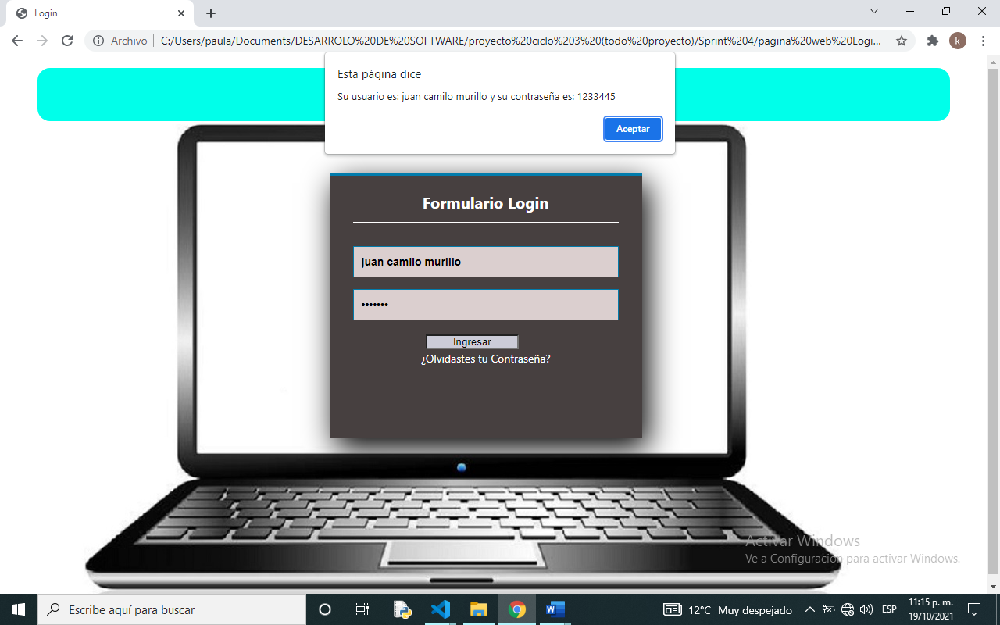 Login
Archivo
C:/Users/paula/Documents/DESARROLO%20DE%20SOFTWARE/proyecto%20ciclo%203%20(todo%20proyecto)/Sprint%204/pagina%20web%20Logi...
k
Esta página dice
Su usuario es: juan camilo murillo y su contraseña es: 1233445
Aceptar
Formulario Login
juan camilo murillo
•••••••
Ingresar
¿Olvidastes tu Contraseña?
Activar Windows
Ve a Configuración para activar Windows.
Escribe aquí para buscar
12°C Muy despejado
ESP
11:15 p. m.
19/10/2021